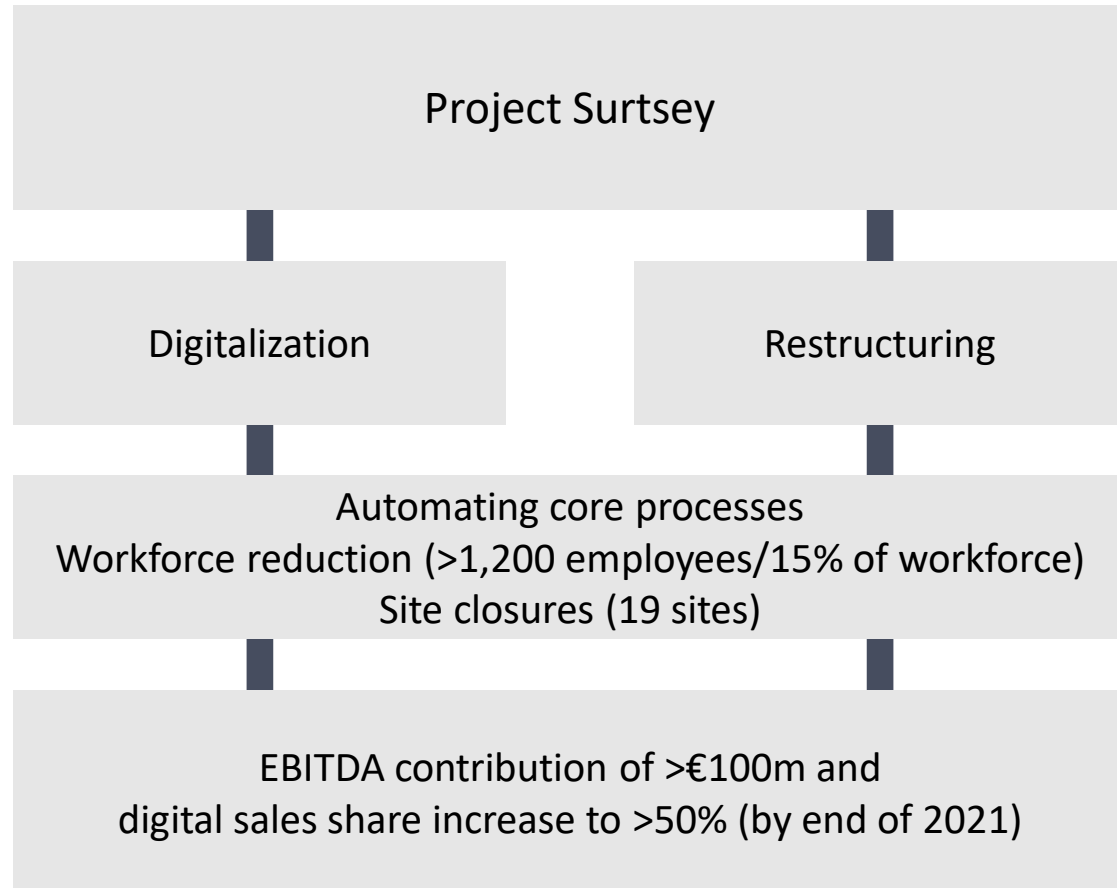 Project Surtsey
Digitalization
Restructuring
Automating core processes
Workforce reduction (>1,200 employees/15% of workforce)
Site closures (19 sites)
EBITDA contribution of >€100m and
digital sales share increase to >50% (by end of 2021)